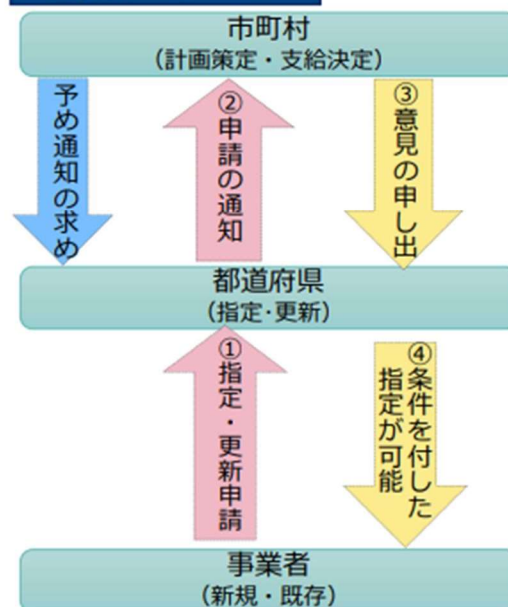 市町村
（計画策定・支給決定）
予め通知の求め
②申請の通知
③意見の申し出
都道府県
（指定・更新）
①指定・更新申請
④条件を付した
指定が可能
事業者
（新規・既存）